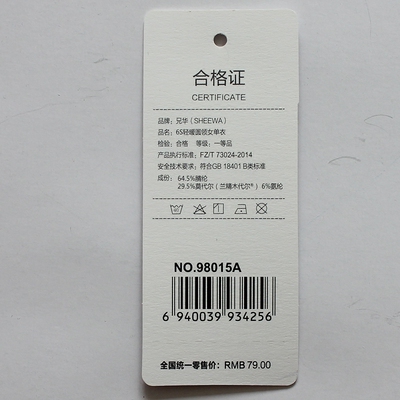 合格证
CERTIFICATE
品牌：兄华（SHEEWA）
品名：65轻暖圆领女单衣
检验：合格 等级：一等品
产品执行标准：FZ/T 73024-2014
安全技术要求：符合GB 18401 B类标准
成份：64.5%腈纶
29.5%莫代尔（兰精木代尔®）6%氨纶
NO.98015A
6 940039 934256
全国统一零售价：RMB 79.00